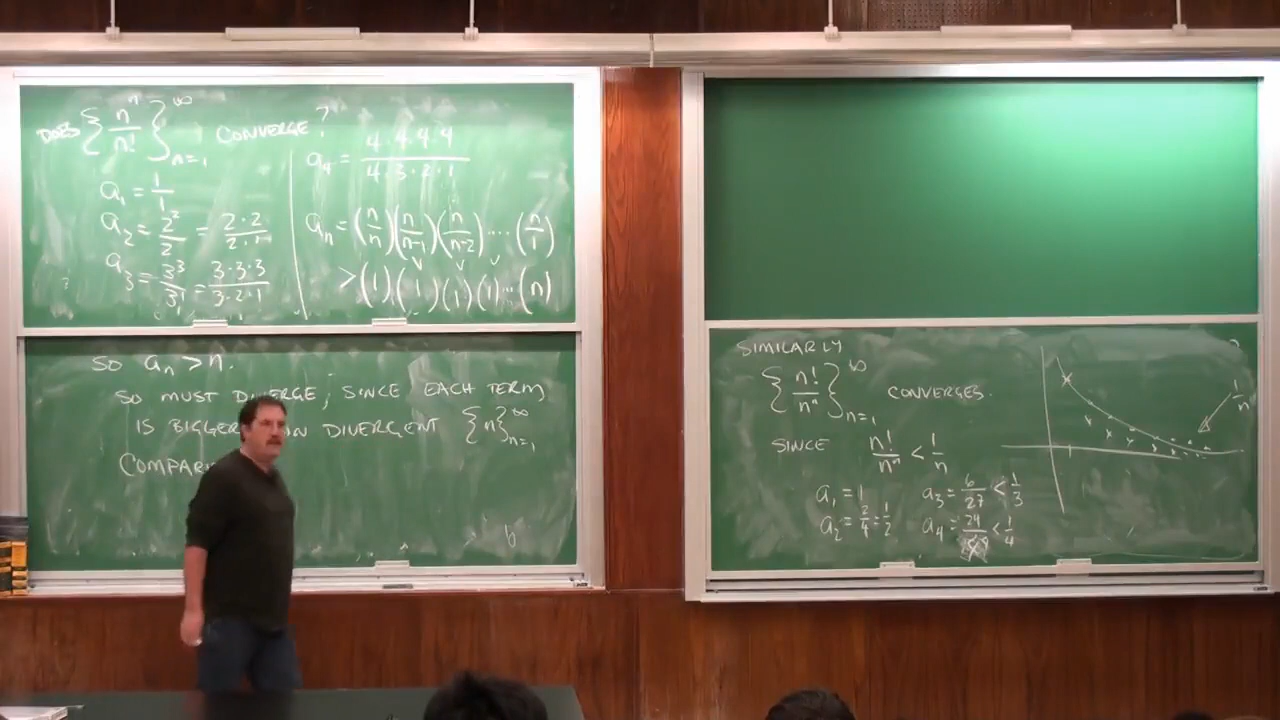 DOES { n^n / n! }_{n=1}^∞ CONVERGE?
a_1 = 1/1
a_2 = 2^2/2! = 2·2/2·1
a_3 = 3^3/3! = 3·3·3/3·2·1
a_4 = 4·4·4·4/4·3·2·1
a_n = (n/n)(n/n-1)(n/n-2)....(n/1)
>(1)(1)(1)(1)...(n)
SO a_n > n.
SO MUST DIVERGE; SINCE EACH TERM
IS BIGGER DIVERGENT {n}_{n=1}^∞
SIMILARLY
{ n!/n^n }_{n=1}^∞ CONVERGES.
SINCE n!/n^n < 1/n
a_1 = 1
a_2 = 2/4 = 1/2
a_3 = 6/27 < 1/3
a_4 = 24/ < 1/4
1/n